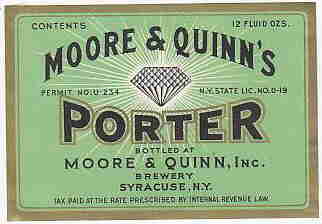 CONTENTS 12 FLUID OZS.
MOORE & QUINN'S
PERMIT NO. U-234 N.Y. STATE LIC. NO. 0-19
PORTER
BOTTLED AT
MOORE & QUINN, INC.
BREWERY
SYRACUSE, N.Y.
TAX PAID AT THE RATE PRESCRIBED BY INTERNAL REVENUE LAW